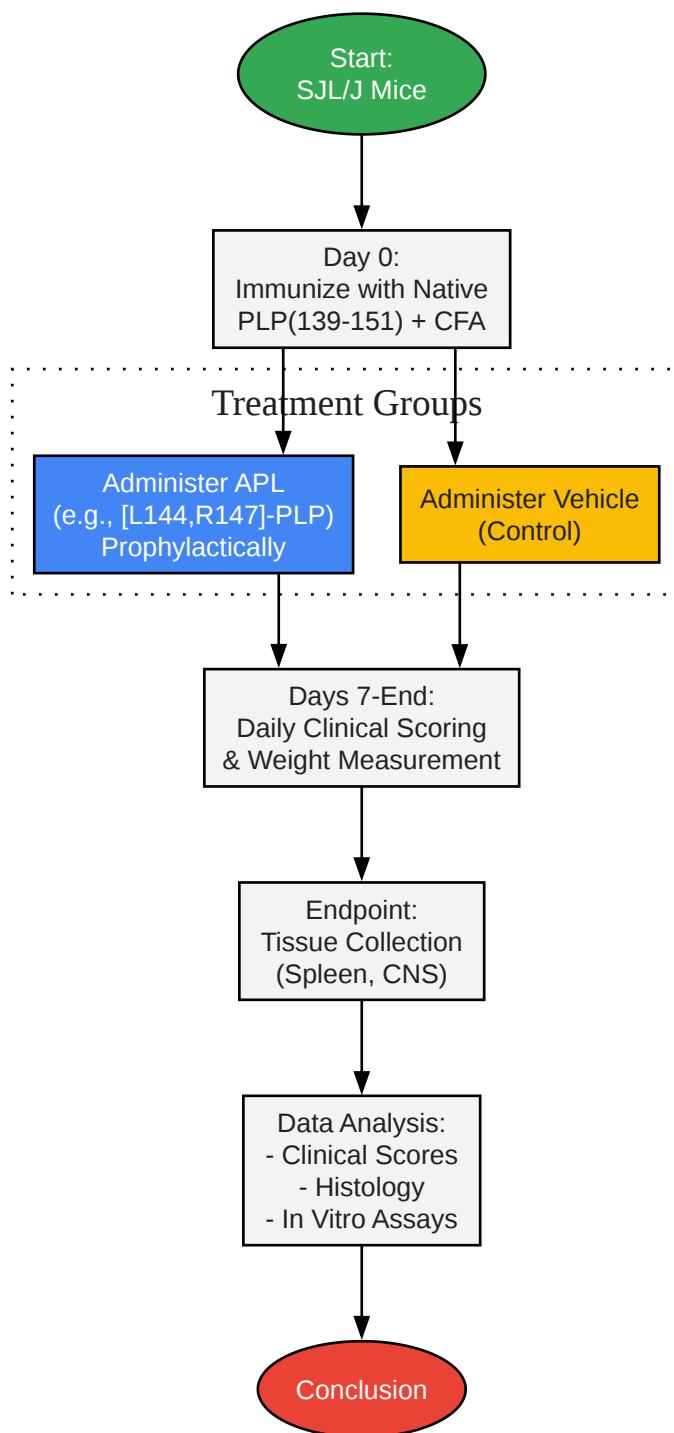 Start:
SJL/J Mice
Day 0:
Immunize with Native
PLP(139-151) + CFA
Treatment Groups
Administer APL
(e.g., [L144,R147]-PLP)
Prophylactically
Administer Vehicle
(Control)
Days 7-End:
Daily Clinical Scoring
& Weight Measurement
Endpoint:
Tissue Collection
(Spleen, CNS)
Data Analysis:
- Clinical Scores
- Histology
- In Vitro Assays
Conclusion